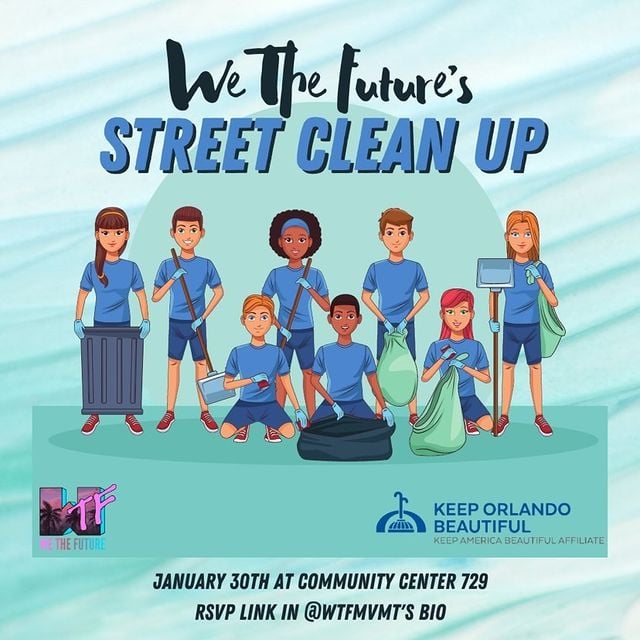 We The Future's
STREET CLEAN UP
WTF
WE THE FUTURE
KEEP ORLANDO
BEAUTIFUL
KEEP AMERICA BEAUTIFUL AFFILIATE
JANUARY 30TH AT COMMUNITY CENTER 729
RSVP LINK IN @WTFMVMT'S BIO